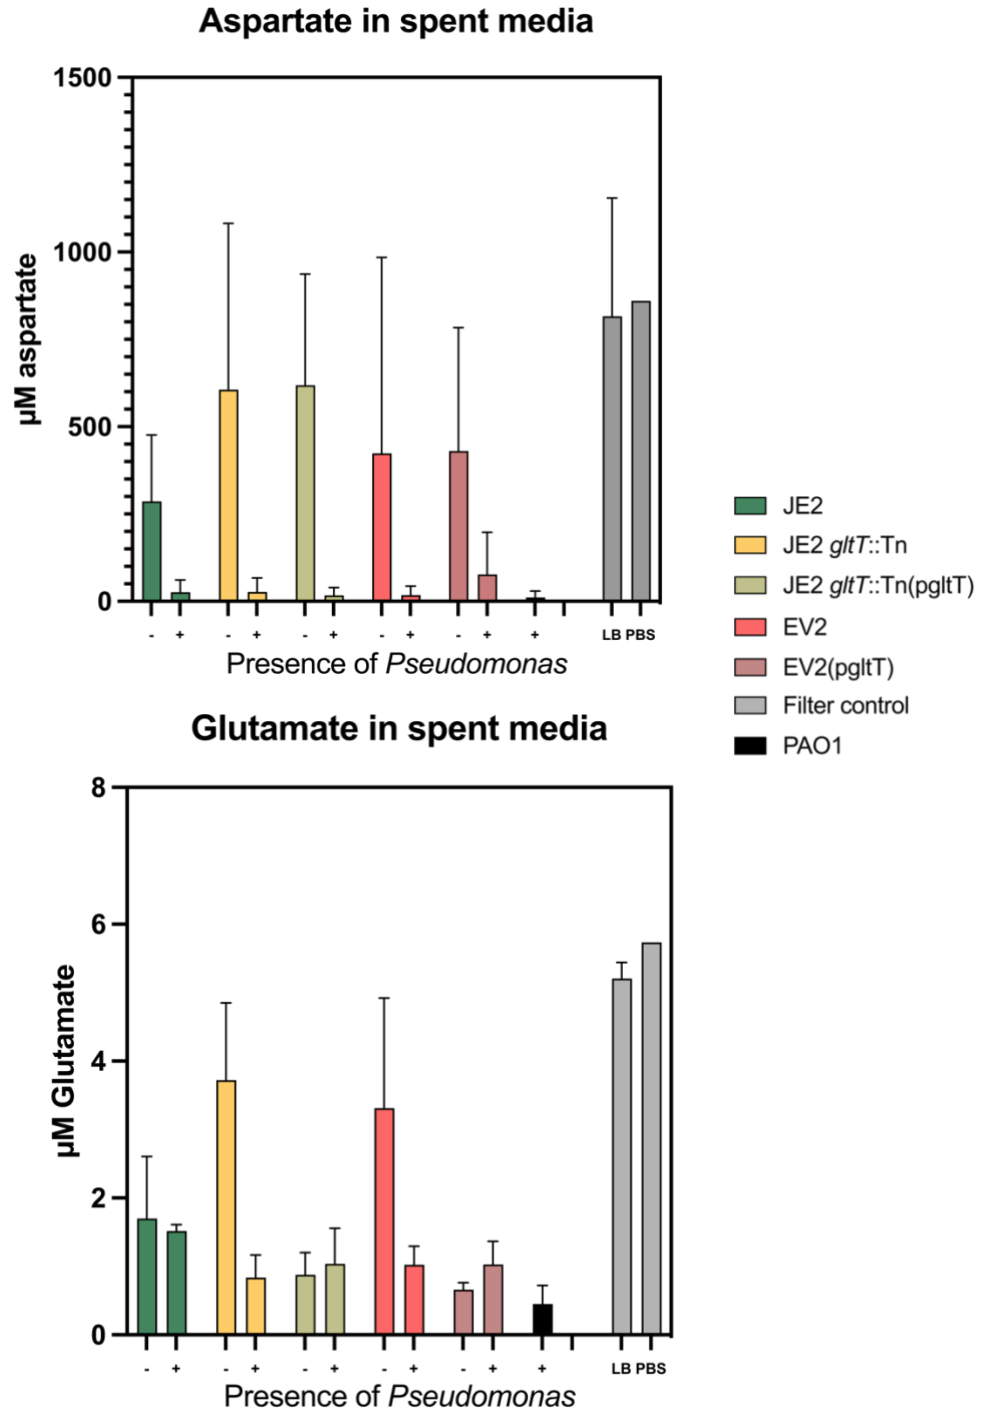 Aspartate in spent media
1500
1000
500
0
µM aspartate
- + - + - + - + - + + LB PBS
Presence of Pseudomonas
JE2
JE2 gltT::Tn
JE2 gltT::Tn(pgltT)
EV2
EV2(pgltT)
Filter control
PAO1
Glutamate in spent media
8
6
4
2
0
µM Glutamate
- + - + - + - + - + + LB PBS
Presence of Pseudomonas